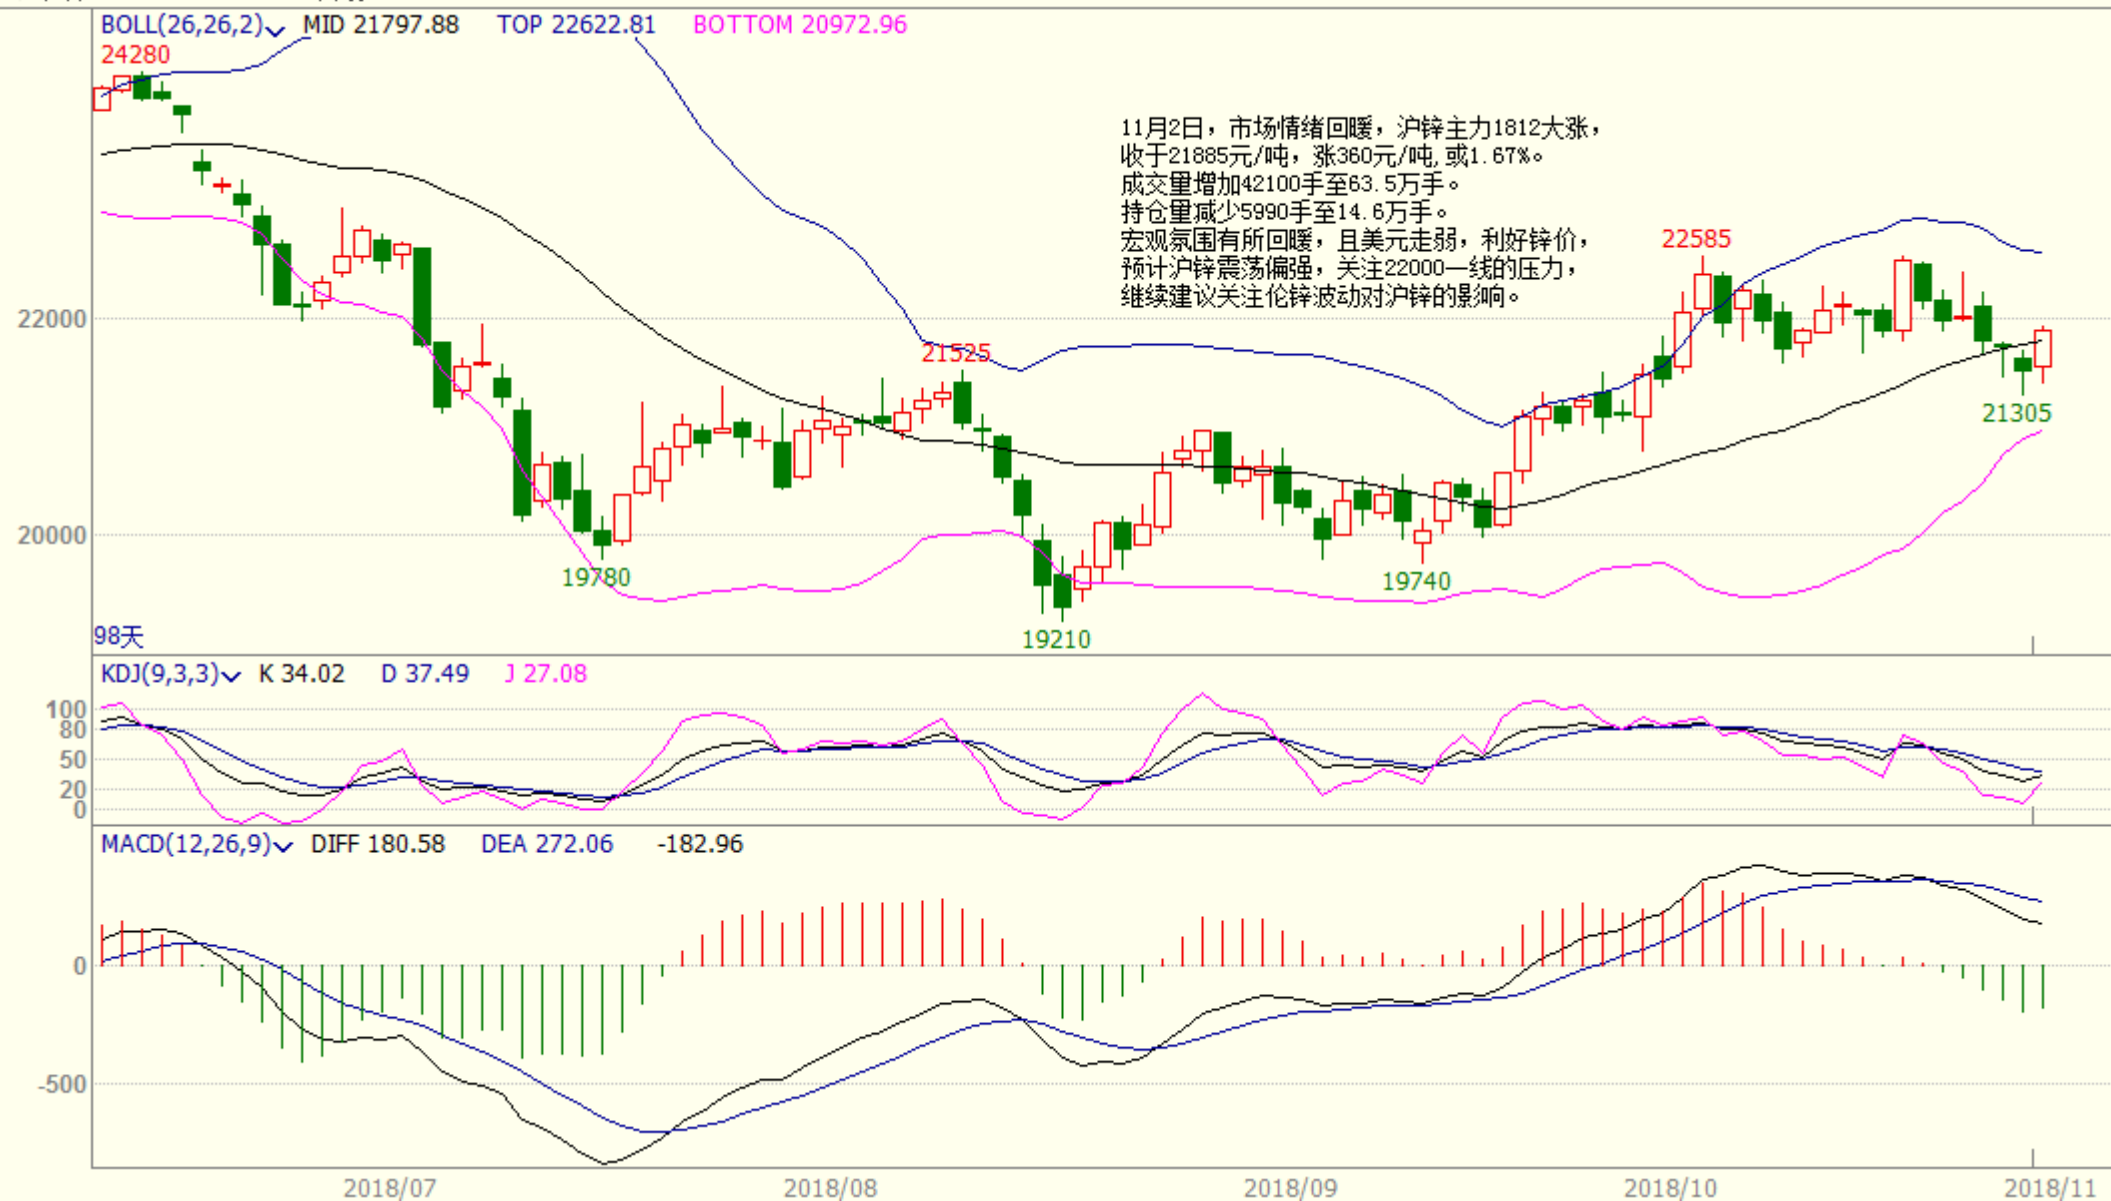 BOLL(26,26,2) MID 21797.88 TOP 22622.81 BOTTOM 20972.96
24280
11月2日，市场情绪回暖，沪锌主力1812大涨，
收于21885元/吨，涨360元/吨,或1.67%。
成交量增加42100手至63.5万手。
持仓量减少5990手至14.6万手。
宏观氛围有所回暖，且美元走弱，利好锌价，
预计沪锌震荡偏强，关注22000一线的压力，
继续建议关注伦锌波动对沪锌的影响。
22585
22000
21525
21305
20000
19780
19740
19210
98天
KDJ(9,3,3) K 34.02 D 37.49 J 27.08
100
80
50
20
0
MACD(12,26,9) DIFF 180.58 DEA 272.06 -182.96
0
-500
2018/07 2018/08 2018/09 2018/10 2018/11